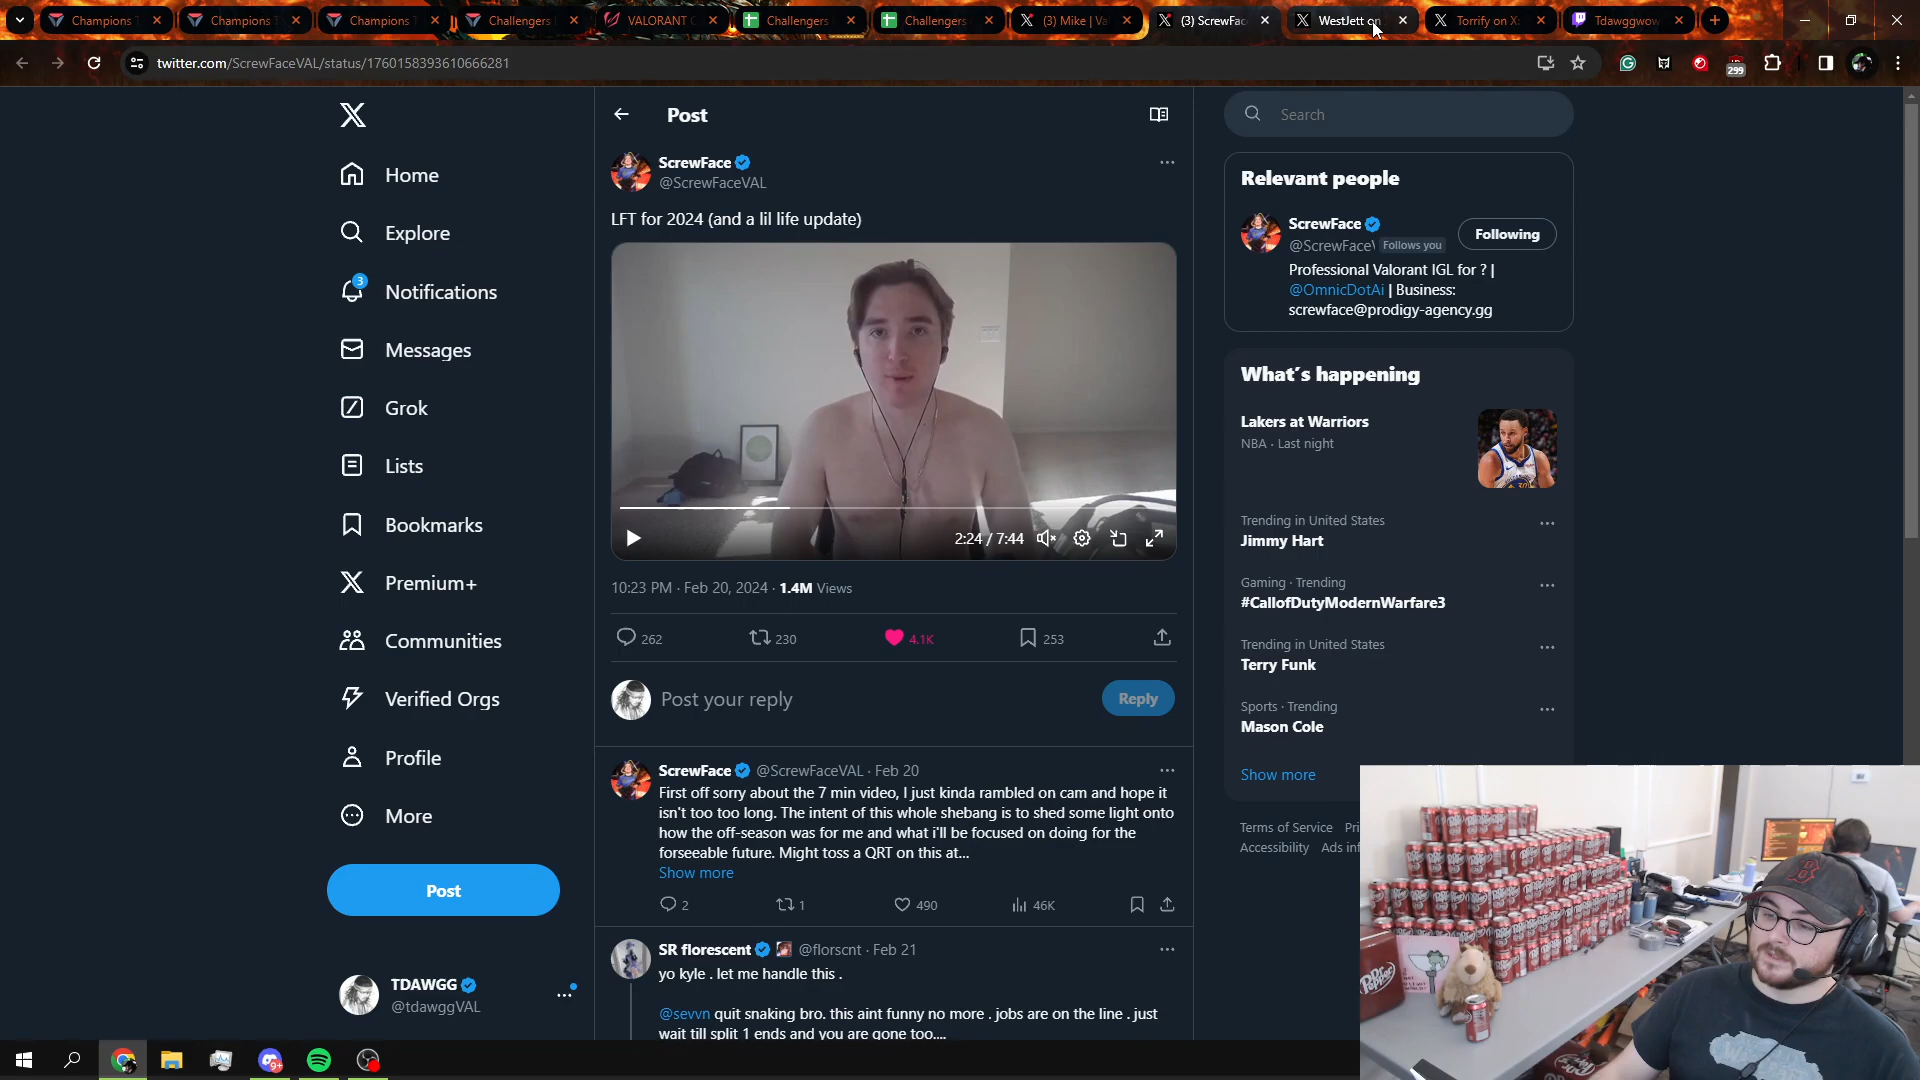 Champions T
Champions T
Champions T
Challengers
VALORANT C
Challengers
Challengers
(3) Mike | Va
(3) ScrewFac
WestJett on
Torrify on X:
Tdawggwow
twitter.com/ScrewFaceVAL/status/1760158393610666281
299
Home
Explore
3
Notifications
Messages
Grok
Lists
Bookmarks
Premium+
Communities
Verified Orgs
Profile
More
Post
TDAWGG
@tdawggVAL
Post
ScrewFace
@ScrewFaceVAL
LFT for 2024 (and a lil life update)
2:24 / 7:44
10:23 PM · Feb 20, 2024 · 1.4M Views
262
230
4.1K
253
Post your reply
Reply
ScrewFace @ScrewFaceVAL · Feb 20
First off sorry about the 7 min video, I just kinda rambled on cam and hope it
isn't too too long. The intent of this whole shebang is to shed some light onto
how the off-season was for me and what i'll be focused on doing for the
forseeable future. Might toss a QRT on this at...
Show more
2
1
490
46K
SR florescent @florscnt · Feb 21
yo kyle . let me handle this .
@sevvn quit snaking bro. this aint funny no more . jobs are on the line . just
wait till split 1 ends and you are gone too....
Search
Relevant people
ScrewFace
@ScrewFaceV Follows you
Following
Professional Valorant IGL for ? |
@OmnicDotAi | Business:
screwface@prodigy-agency.gg
What's happening
Lakers at Warriors
NBA · Last night
Trending in United States
Jimmy Hart
Gaming · Trending
#CallofDutyModernWarfare3
Trending in United States
Terry Funk
Sports · Trending
Mason Cole
Show more
Terms of Service Pri
Accessibility Ads inf
Dr Pepper
9+